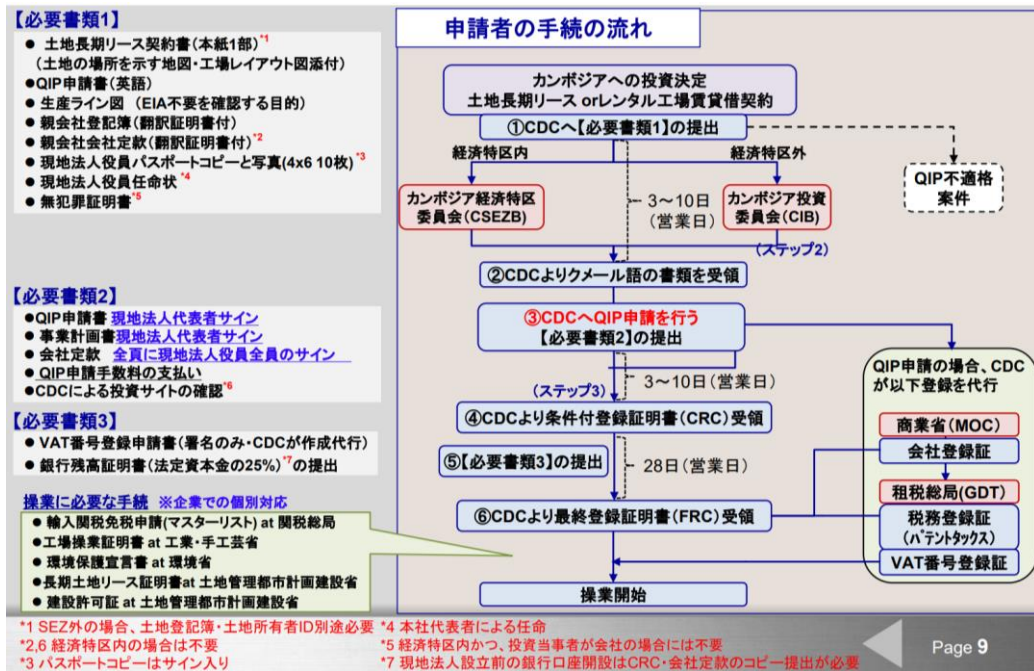 【必要書類1】
● 土地長期リース契約書(本紙1部)*1
(土地の場所を示す地図・工場レイアウト図添付)
●QIP申請書(英語)
● 生産ライン図 (EIA不要を確認する目的)
● 親会社登記簿(翻訳証明書付)
● 親会社会社定款(翻訳証明書付)*2
● 現地法人役員パスポートコピーと写真(4x6 10枚)*3
● 現地法人役員任命状*4
● 無犯罪証明書*5
【必要書類2】
●QIP申請書 現地法人代表者サイン
● 事業計画書現地法人代表者サイン
● 会社定款 全頁に現地法人役員全員のサイン
●QIP申請手数料の支払い
●CDCによる投資サイトの確認*6
【必要書類3】
● VAT番号登録申請書(署名のみ・CDCが作成代行)
● 銀行残高証明書(法定資本金の25%)*7の提出
操業に必要な手続 ※企業での個別対応
● 輸入関税免税申請(マスターリスト) at 関税総局
●工場操業証明書 at 工業・手工芸省
● 環境保護宣言書 at 環境省
●長期土地リース証明書at 土地管理都市計画建設省
● 建設許可証 at 土地管理都市計画建設省
申請者の手続の流れ
カンボジアへの投資決定
土地長期リース orレンタル工場賃貸借契約
①CDCへ【必要書類1】の提出
経済特区内
経済特区外
QIP不適格
案件
カンボジア経済特区
委員会(CSEZB)
3～10日
(営業日)
カンボジア投資
委員会(CIB)
(ステップ2)
②CDCよりクメール語の書類を受領
③CDCへQIP申請を行う
【必要書類2】の提出
(ステップ3)
3～10日(営業日)
④CDCより条件付登録証明書(CRC)受領
⑤【必要書類3】の提出
28日(営業日)
⑥CDCより最終登録証明書(FRC)受領
操業開始
QIP申請の場合、CDC
が以下登録を代行
商業省(MOC)
会社登録証
租税総局(GDT)
税務登録証
(パテントタックス)
VAT番号登録証
*1 SEZ外の場合、土地登記簿・土地所有者ID別途必要
*2,6 経済特区内の場合は不要
*3 パスポートコピーはサイン入り
*4 本社代表者による任命
*5 経済特区内かつ、投資当事者が会社の場合には不要
*7 現地法人設立前の銀行口座開設はCRC・会社定款のコピー提出が必要
Page 9